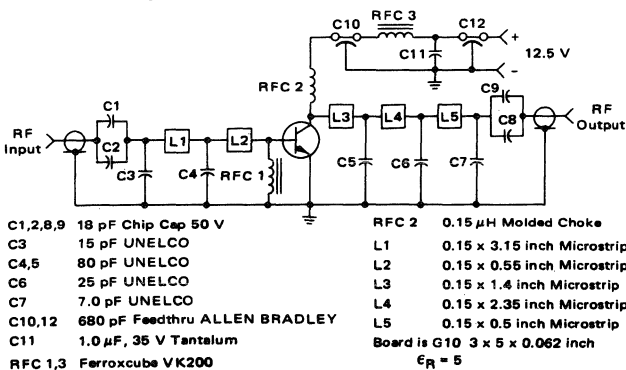 C10
RFC 3
C12
+
C11
12.5 V
−
RFC 2
C9
C1
RF
Input
C2
L1
L2
L3
L4
L5
C8
RF
Output
C3
C4
RFC 1
C5
C6
C7
C1,2,8,9 18 pF Chip Cap 50 V
C3 15 pF UNELCO
C4,5 80 pF UNELCO
C6 25 pF UNELCO
C7 7.0 pF UNELCO
C10,12 680 pF Feedthru ALLEN BRADLEY
C11 1.0 μF, 35 V Tantalum
RFC 1,3 Ferroxcube VK200
RFC 2 0.15 μH Molded Choke
L1 0.15 x 3.15 inch Microstrip
L2 0.15 x 0.55 inch Microstrip
L3 0.15 x 1.4 inch Microstrip
L4 0.15 x 2.35 inch Microstrip
L5 0.15 x 0.5 inch Microstrip
Board is G10 3 x 5 x 0.062 inch
ϵR = 5